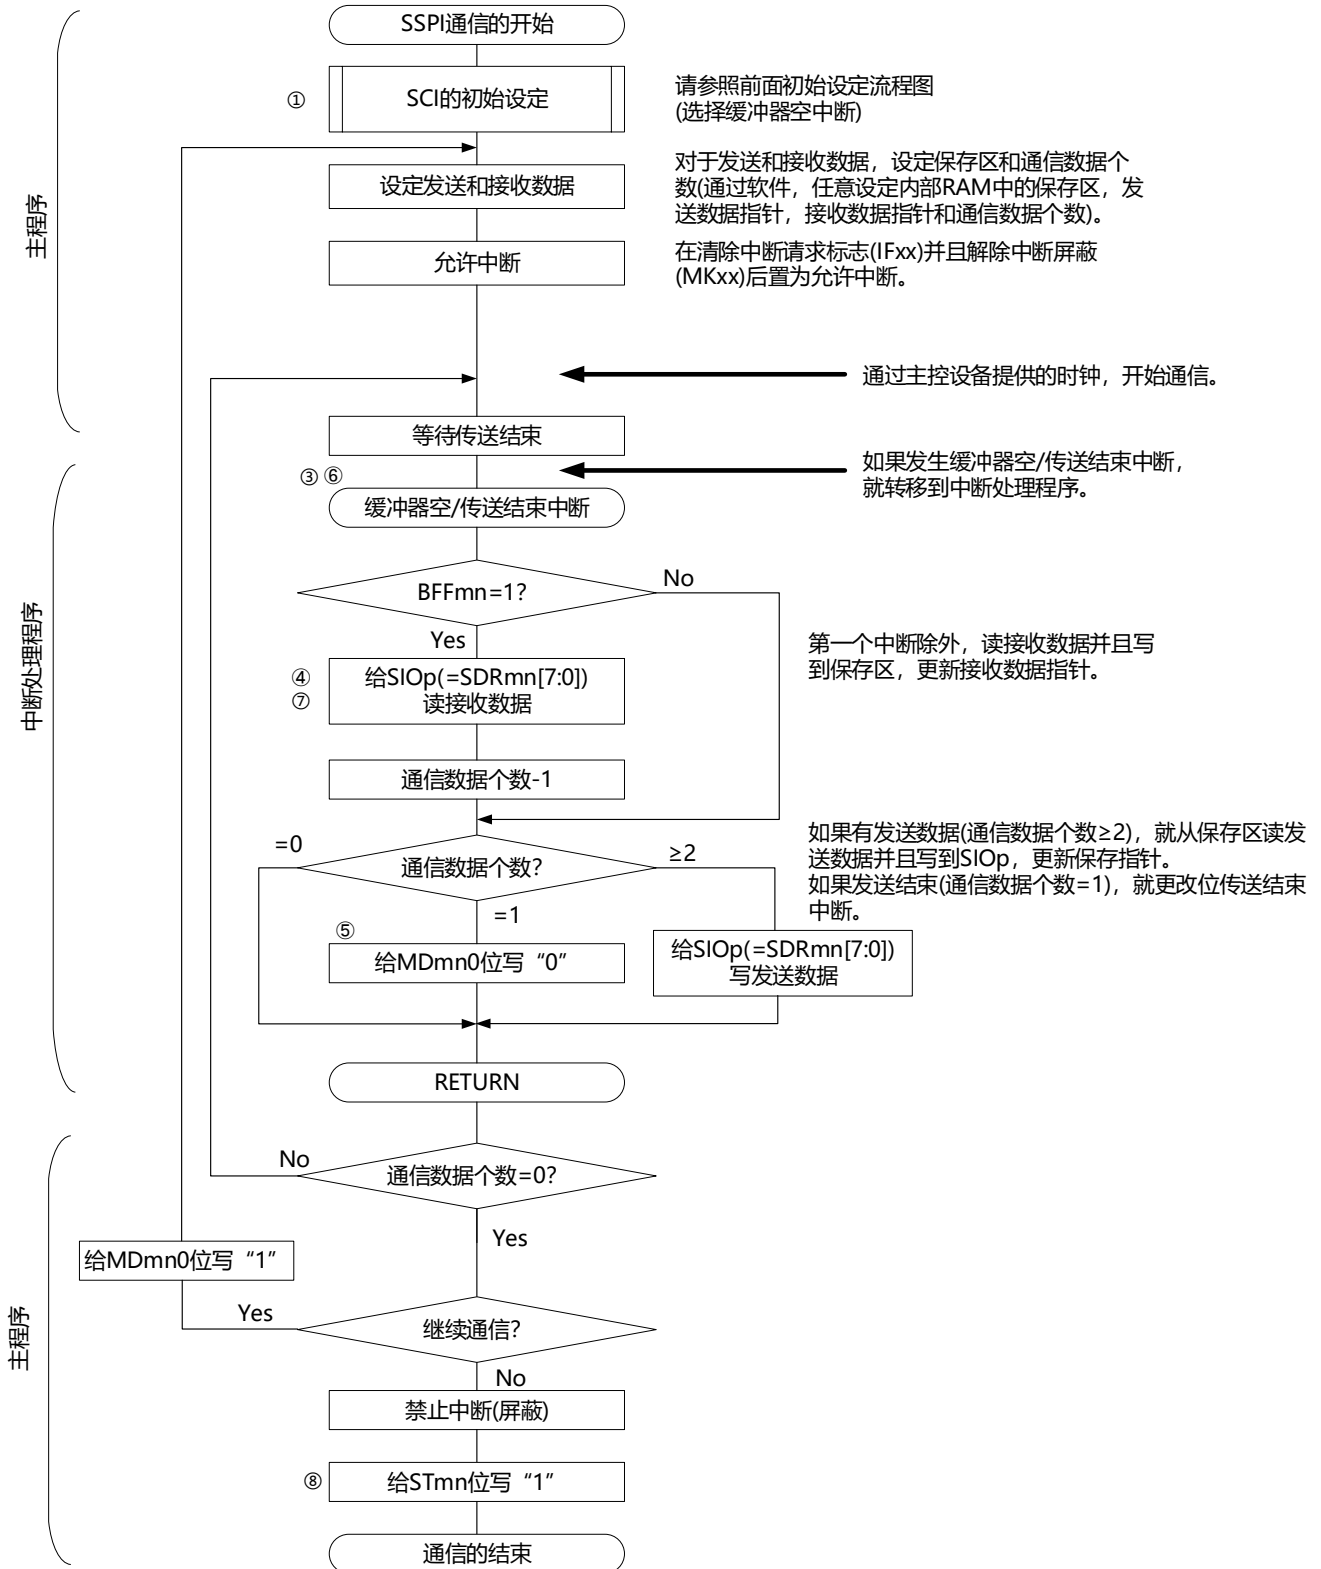 SSPI通信的开始
①
SCI的初始设定
请参照前面初始设定流程图
(选择缓冲器空中断)
设定发送和接收数据
对于发送和接收数据，设定保存区和通信数据个
数(通过软件，任意设定内部RAM中的保存区，发
送数据指针，接收数据指针和通信数据个数)。
主程序
允许中断
在清除中断请求标志(IFxx)并且解除中断屏蔽
(MKxx)后置为允许中断。
通过主控设备提供的时钟，开始通信。
等待传送结束
③ ⑥
如果发生缓冲器空/传送结束中断，
就转移到中断处理程序。
缓冲器空/传送结束中断
BFFmn=1?
No
Yes
中断处理程序
④
⑦
给SIOp(=SDRmn[7:0])
读接收数据
第一个中断除外，读接收数据并且写
到保存区，更新接收数据指针。
通信数据个数-1
=0
通信数据个数?
≥2
=1
如果有发送数据(通信数据个数≥2)，就从保存区读发
送数据并且写到SIOp，更新保存指针。
如果发送结束(通信数据个数=1)，就更改位传送结束
中断。
⑤
给MDmn0位写“0”
给SIOp(=SDRmn[7:0])
写发送数据
RETURN
No
通信数据个数=0?
Yes
给MDmn0位写“1”
主程序
Yes
继续通信?
No
禁止中断(屏蔽)
⑧
给STmn位写“1”
通信的结束